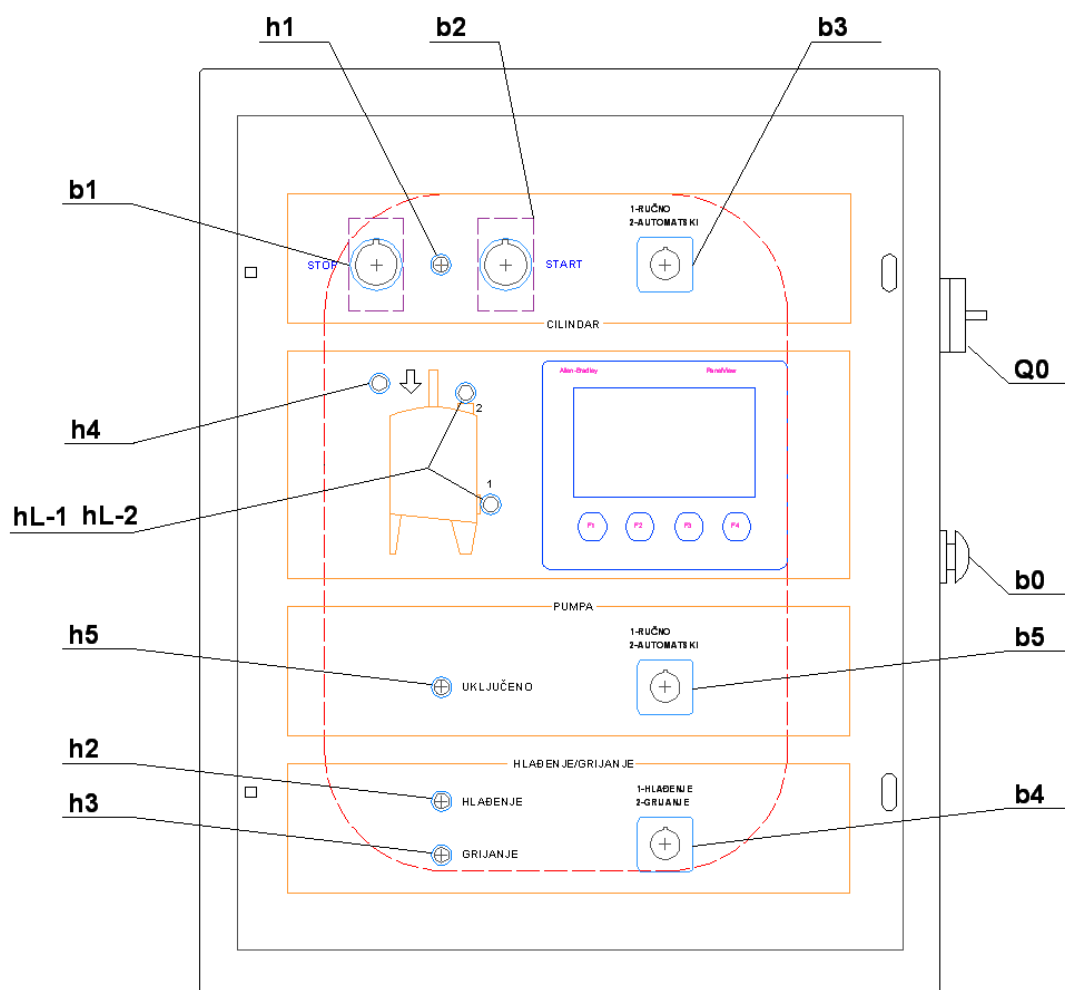 h1
b2
b3
b1
1-RUČNO
2-AUTOMATSKI
STOP
START
CILINDAR
Q0
h4
2
Allen-Bradley
PanelView
hL-1 hL-2
1
F1
F2
F3
F4
b0
PUMPA
h5
1-RUČNO
2-AUTOMATSKI
b5
UKLJUČENO
h2
HLAĐENJE/GRIJANJE
h3
HLAĐENJE
1-HLAĐENJE
2-GRIJANJE
b4
GRIJANJE